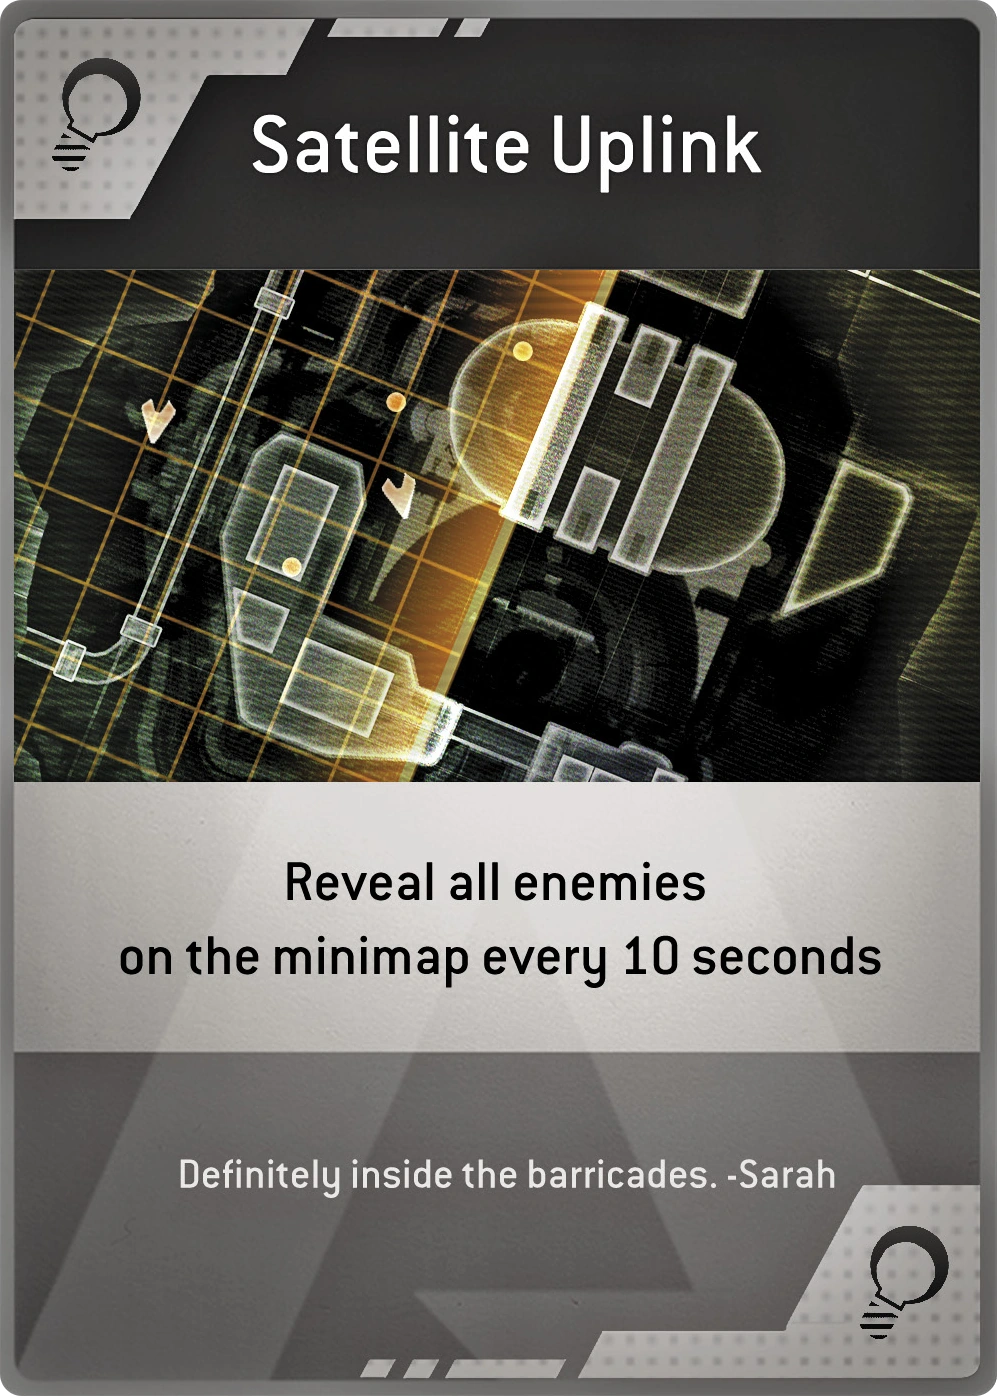 Satellite Uplink
Reveal all enemies
on the minimap every 10 seconds
Definitely inside the barricades. -Sarah